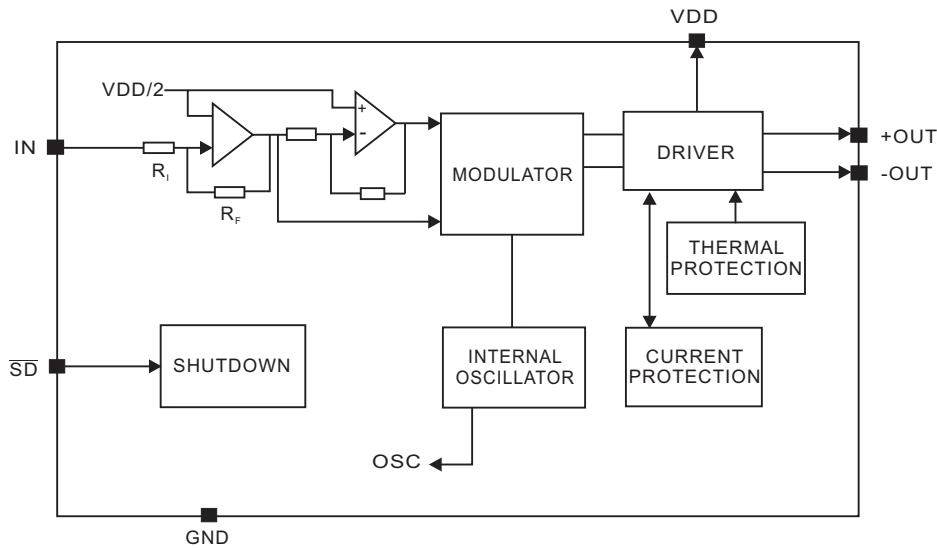 VDD
VDD/2
IN
R_I
R_F
+
-
MODULATOR
DRIVER
+OUT
-OUT
THERMAL
PROTECTION
S̅D̅
SHUTDOWN
INTERNAL
OSCILLATOR
CURRENT
PROTECTION
OSC
GND